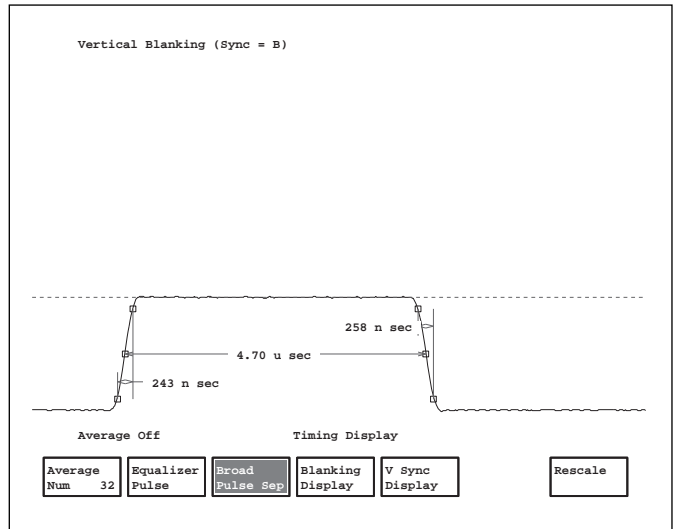 Vertical Blanking (Sync = B)
258 n sec
4.70 u sec
243 n sec
Average Off Timing Display
Average Equalizer Broad Blanking V Sync Rescale
Num 32 Pulse Pulse Sep Display Display